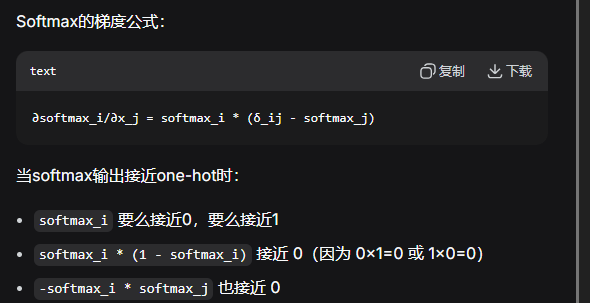 Softmax的梯度公式：
text 复制 下载
∂softmax_i/∂x_j = softmax_i * (δ_ij - softmax_j)
当softmax输出接近one-hot时：
• softmax_i 要么接近0，要么接近1
• softmax_i * (1 - softmax_i) 接近 0（因为 0×1=0 或 1×0=0）
• -softmax_i * softmax_j 也接近 0